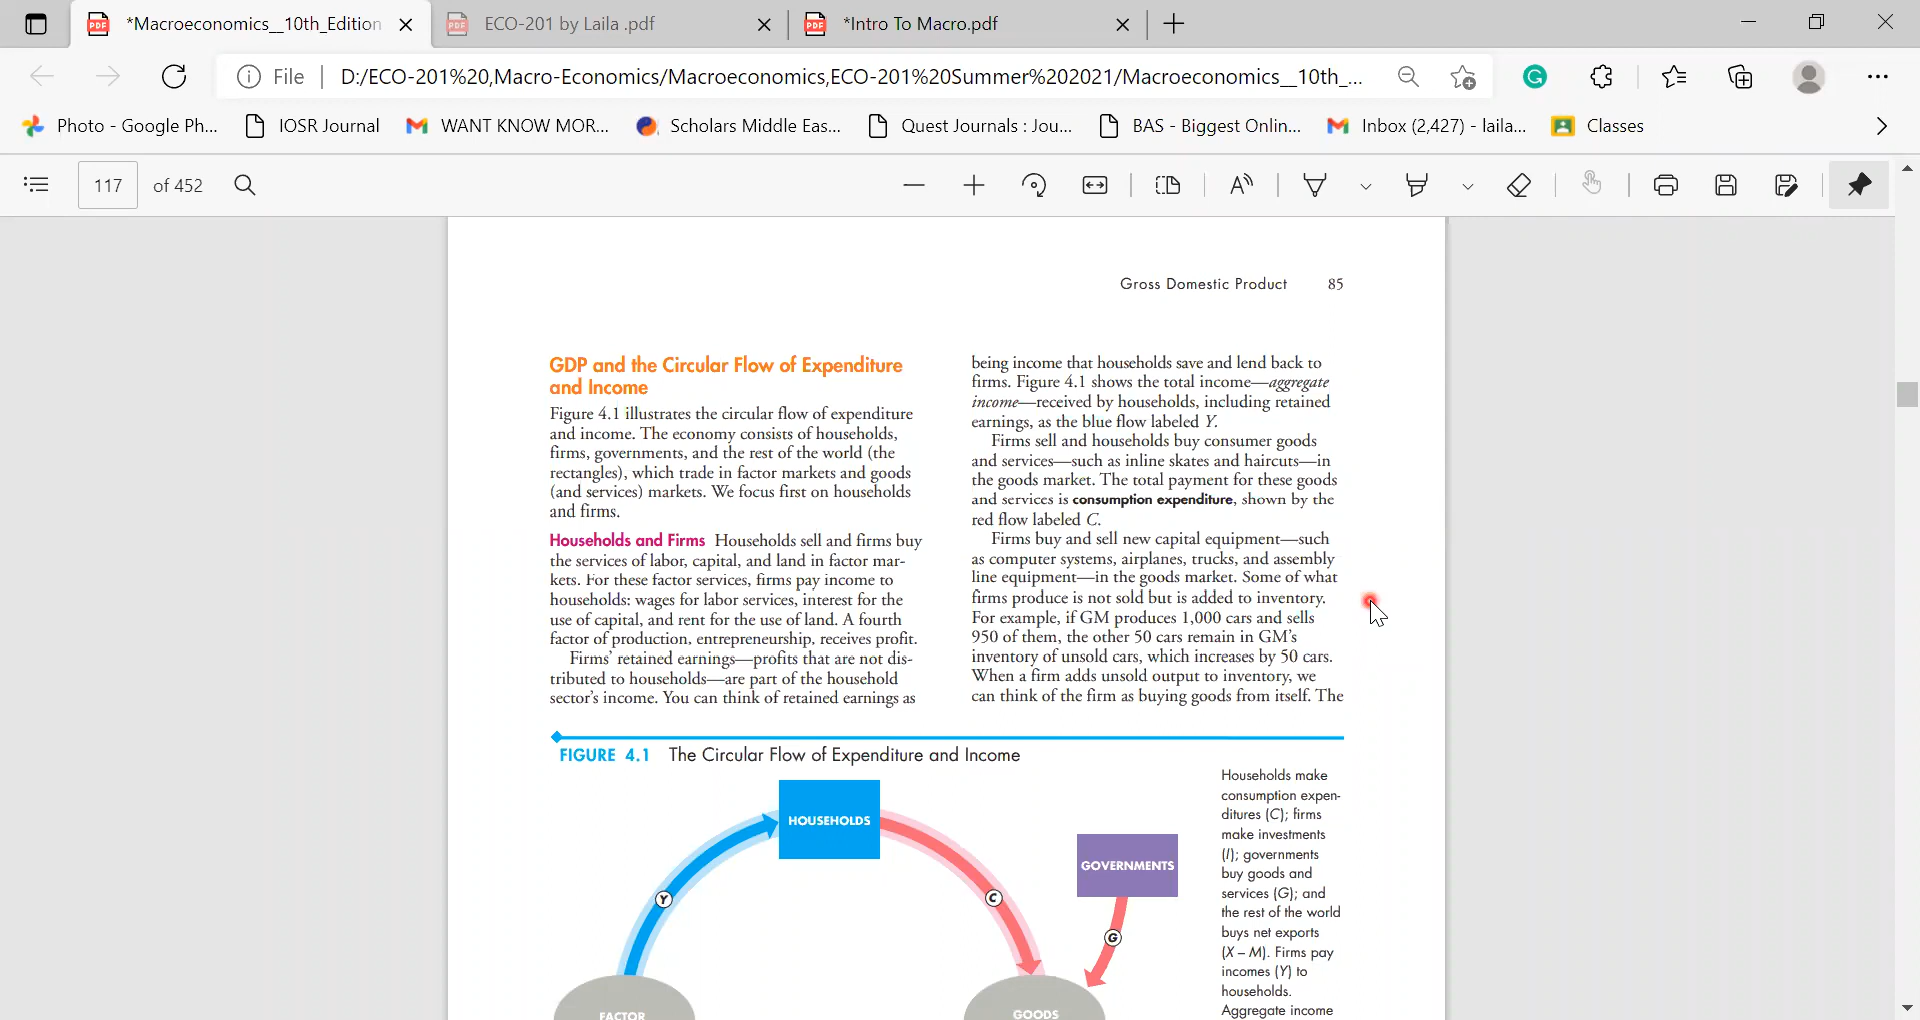 *Macroeconomics__10th_Edition
ECO-201 by Laila .pdf
*Intro To Macro.pdf
File
D:/ECO-201%20,Macro-Economics/Macroeconomics,ECO-201%20Summer%202021/Macroeconomics__10th_...
Photo - Google Ph...
IOSR Journal
WANT KNOW MOR...
Scholars Middle Eas...
Quest Journals : Jou...
BAS - Biggest Onlin...
Inbox (2,427) - laila...
Classes
117 of 452
Gross Domestic Product 85
GDP and the Circular Flow of Expenditure
and Income
Figure 4.1 illustrates the circular flow of expenditure
and income. The economy consists of households,
firms, governments, and the rest of the world (the
rectangles), which trade in factor markets and goods
(and services) markets. We focus first on households
and firms.
Households and Firms Households sell and firms buy
the services of labor, capital, and land in factor mar-
kets. For these factor services, firms pay income to
households: wages for labor services, interest for the
use of capital, and rent for the use of land. A fourth
factor of production, entrepreneurship, receives profit.
Firms' retained earnings—profits that are not dis-
tributed to households—are part of the household
sector's income. You can think of retained earnings as
being income that households save and lend back to
firms. Figure 4.1 shows the total income—aggregate
income—received by households, including retained
earnings, as the blue flow labeled Y.
Firms sell and households buy consumer goods
and services—such as inline skates and haircuts—in
the goods market. The total payment for these goods
and services is consumption expenditure, shown by the
red flow labeled C.
Firms buy and sell new capital equipment—such
as computer systems, airplanes, trucks, and assembly
line equipment—in the goods market. Some of what
firms produce is not sold but is added to inventory.
For example, if GM produces 1,000 cars and sells
950 of them, the other 50 cars remain in GM's
inventory of unsold cars, which increases by 50 cars.
When a firm adds unsold output to inventory, we
can think of the firm as buying goods from itself. The
FIGURE 4.1 The Circular Flow of Expenditure and Income
HOUSEHOLDS
GOVERNMENTS
Y
C
G
FACTOR
GOODS
Households make
consumption expen-
ditures (C); firms
make investments
(I); governments
buy goods and
services (G); and
the rest of the world
buys net exports
(X – M). Firms pay
incomes (Y) to
households.
Aggregate income